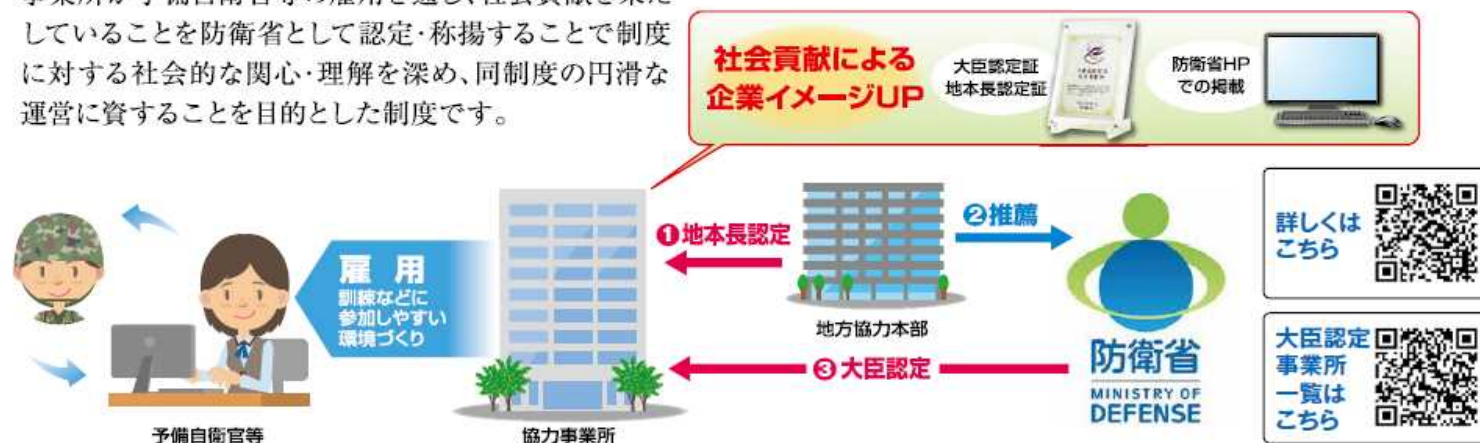 していることを防衛省として認定・称揚することで制度
に対する社会的な関心・理解を深め、同制度の円滑な
運営に資することを目的とした制度です。
社会貢献による
企業イメージUP
大臣認定証
地本長認定証
防衛省HP
での掲載
雇用
訓練などに
参加しやすい
環境づくり
❶地本長認定
❷推薦
❸大臣認定
予備自衛官等
協力事業所
地方協力本部
防衛省
MINISTRY OF
DEFENSE
詳しくは
こちら
大臣認定
事業所
一覧は
こちら